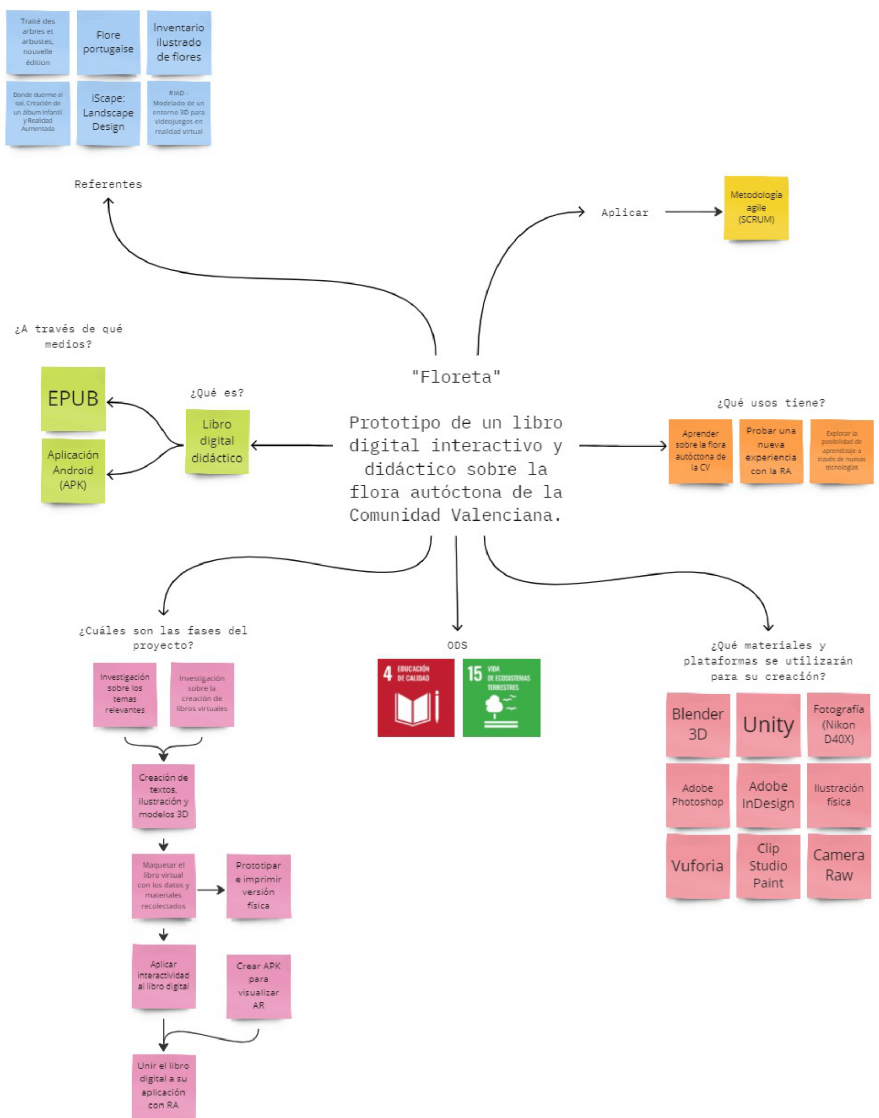 Traité des
arbres et
arbustes,
nouvelle
édition
Flore
portugaise
Inventario
ilustrado
de flores
Donde duerme el
sol. Creación de
un álbum infantil
y Realidad
Aumentada
iScape:
Landscape
Design
RIAD -
Modelado de un
entorno 3D para
videojuegos en
realidad virtual
Referentes
Aplicar
Metodología
agile
(SCRUM)
¿A través de qué
medios?
EPUB
Aplicación
Android
(APK)
¿Qué es?
Libro
digital
didáctico
"Floreta"
Prototipo de un libro
digital interactivo y
didáctico sobre la
flora autóctona de la
Comunidad Valenciana.
¿Qué usos tiene?
Aprender
sobre la flora
autóctona de
la CV
Probar una
nueva
experiencia
con la RA
Explorar la
posibilidad de
aprendizaje a
través de nuevas
tecnologías
¿Cuáles son las fases del
proyecto?
Investigación
sobre los
temas
relevantes
Investigación
sobre la
creación de
libros virtuales
Creación de
textos,
ilustración y
modelos 3D
Maquetar el
libro virtual
con los datos y
materiales
recolectados
Prototipar
e imprimir
versión
física
Aplicar
interactividad
al libro digital
Crear APK
para
visualizar
AR
Unir el libro
digital a su
aplicación
con RA
ODS
4 EDUCACIÓN
DE CALIDAD
15 VIDA
DE ECOSISTEMAS
TERRESTRES
¿Qué materiales y
plataformas se utilizarán
para su creación?
Blender
3D
Unity
Fotografía
(Nikon
D40X)
Adobe
Photoshop
Adobe
InDesign
Ilustración
física
Vuforia
Clip
Studio
Paint
Camera
Raw